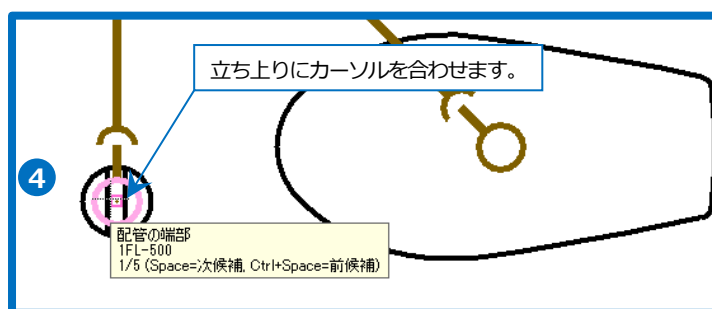 立ち上りにカーソルを合わせます。
4
配管の端部
1FL-500
1/5 (Space=次候補, Ctrl+Space=前候補)